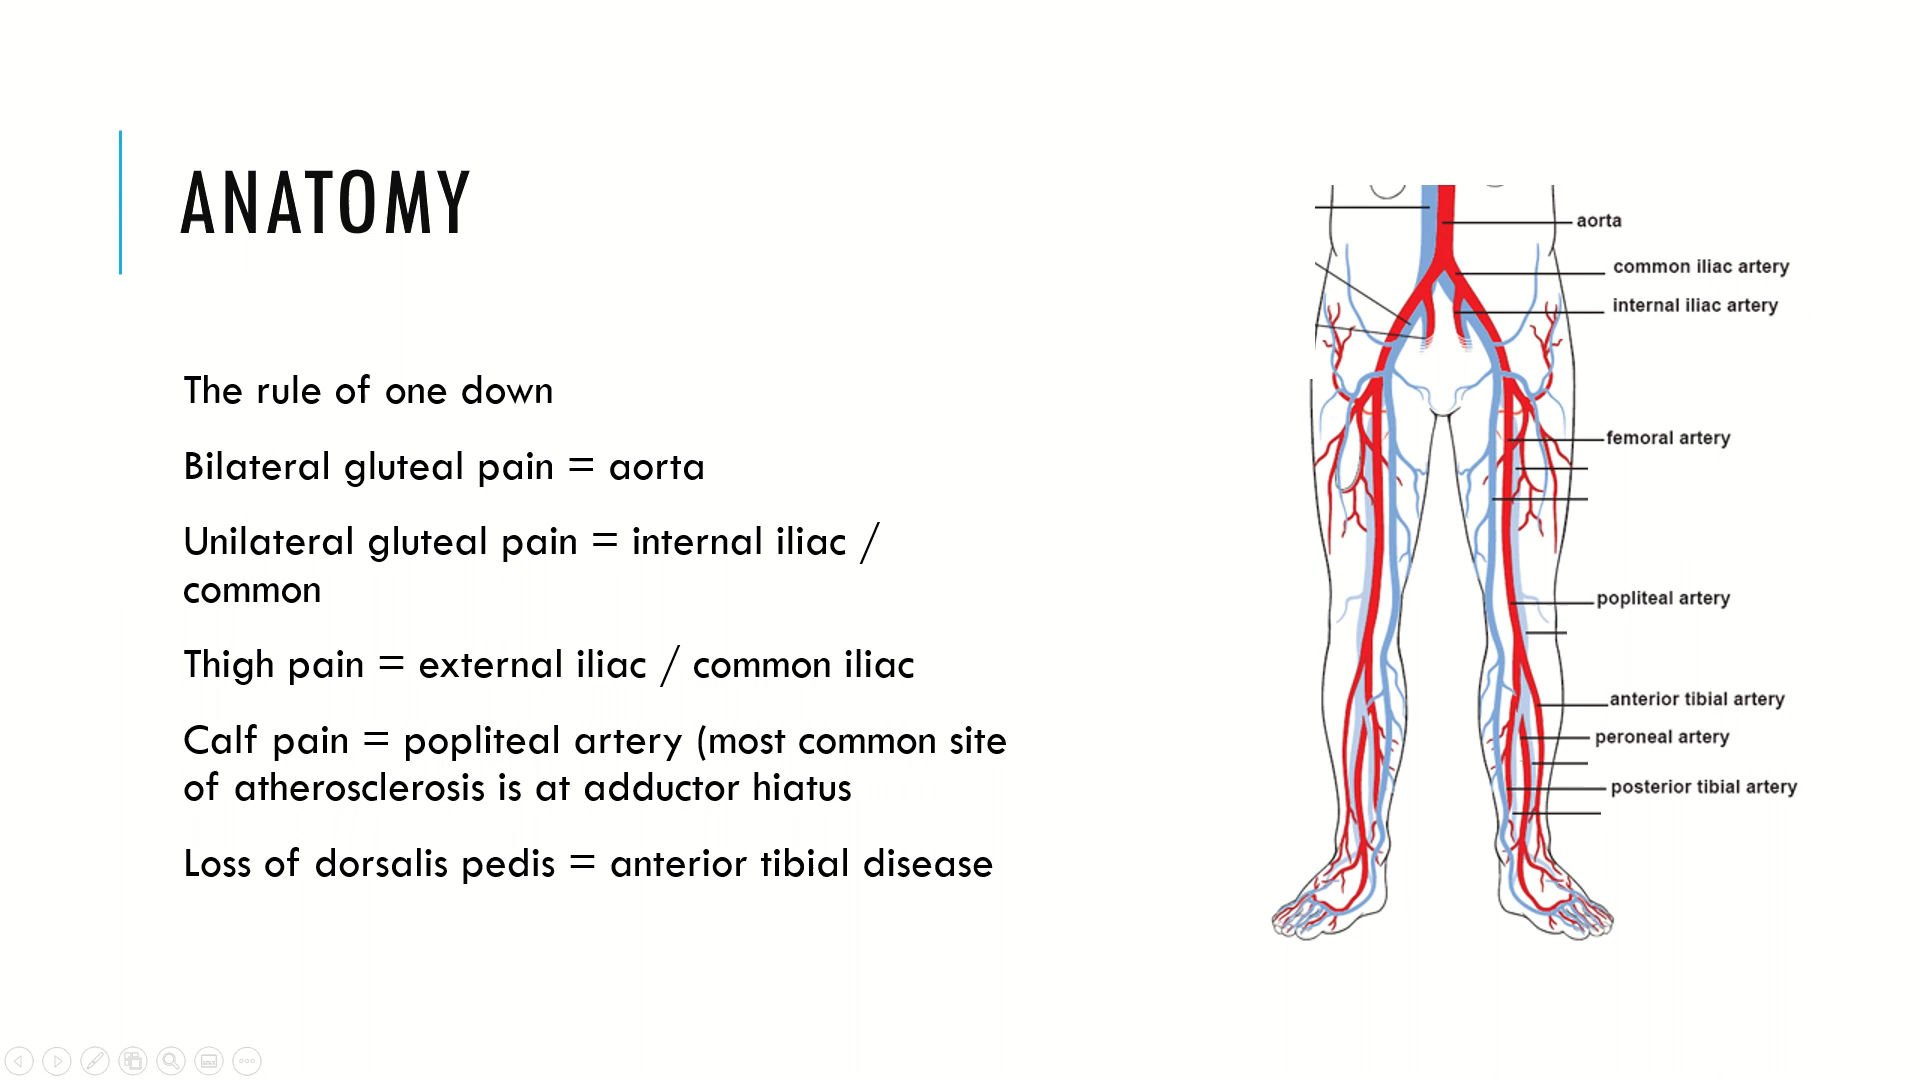 ANATOMY
The rule of one down
Bilateral gluteal pain = aorta
Unilateral gluteal pain = internal iliac /
common
Thigh pain = external iliac / common iliac
Calf pain = popliteal artery (most common site
of atherosclerosis is at adductor hiatus
Loss of dorsalis pedis = anterior tibial disease
aorta
common iliac artery
internal iliac artery
femoral artery
popliteal artery
anterior tibial artery
peroneal artery
posterior tibial artery